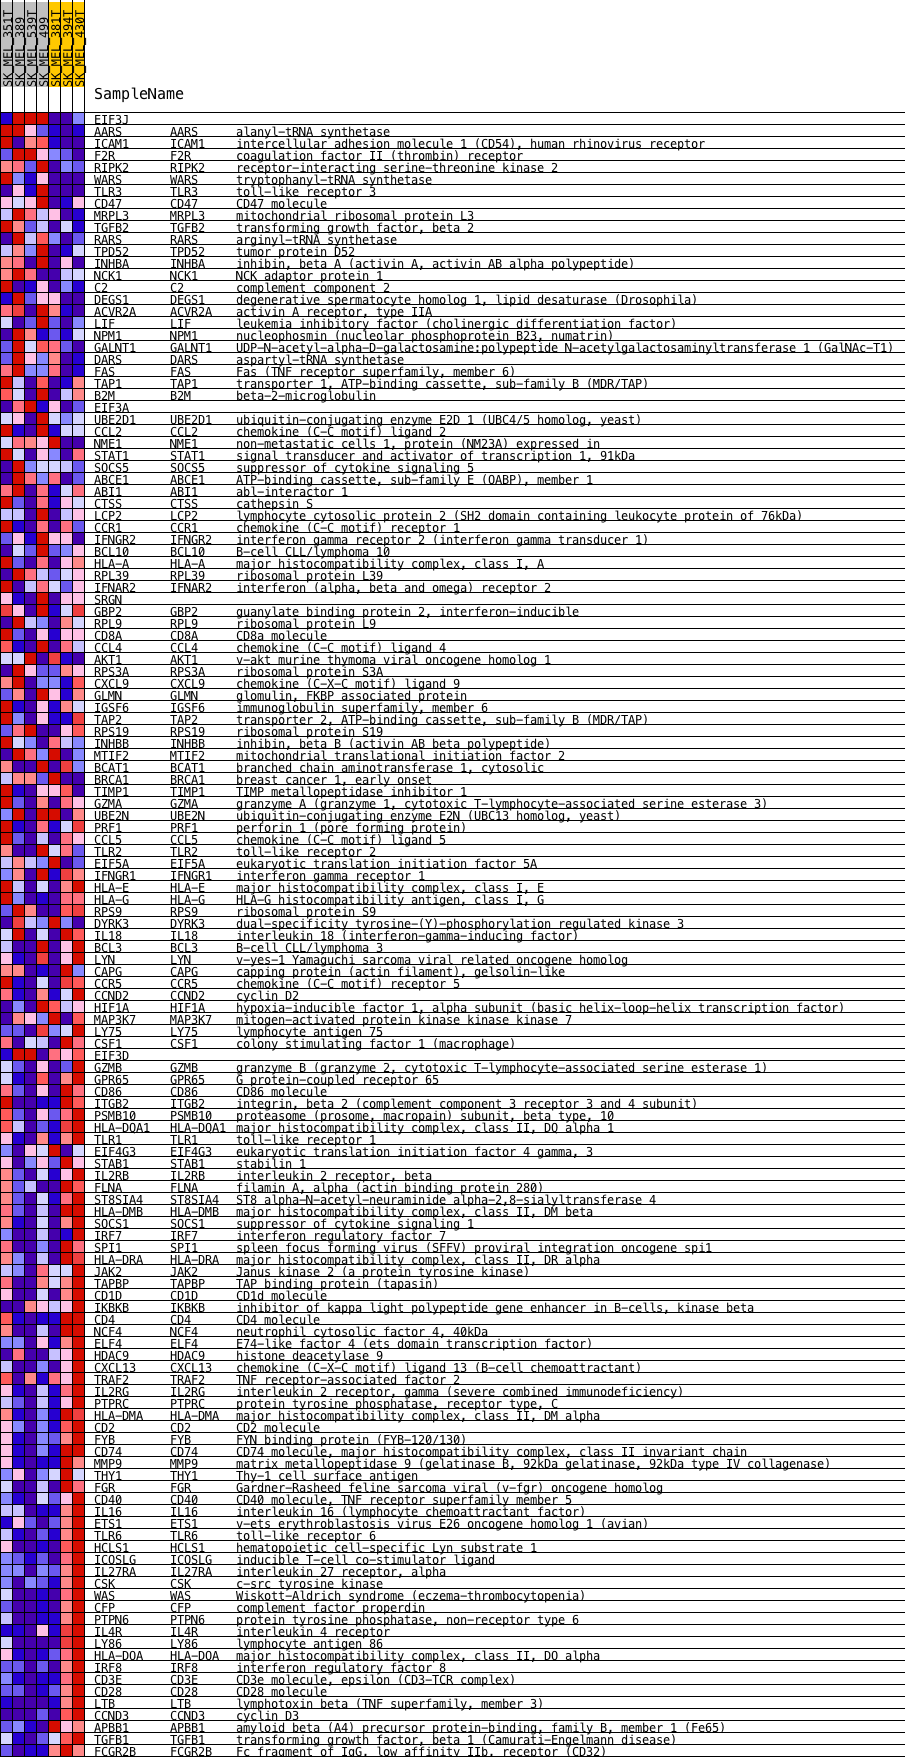 SK_MEL_351T
SK_MEL_389
SK_MEL_539T
SK_MEL_499
SK_MEL_381T
SK_MEL_394T
SK_MEL_430T
SampleName
EIF3J
AARS AARS alanyl-tRNA synthetase
ICAM1 ICAM1 intercellular adhesion molecule 1 (CD54), human rhinovirus receptor
F2R F2R coagulation factor II (thrombin) receptor
RIPK2 RIPK2 receptor-interacting serine-threonine kinase 2
WARS WARS tryptophanyl-tRNA synthetase
TLR3 TLR3 toll-like receptor 3
CD47 CD47 CD47 molecule
MRPL3 MRPL3 mitochondrial ribosomal protein L3
TGFB2 TGFB2 transforming growth factor, beta 2
RARS RARS arginyl-tRNA synthetase
TPD52 TPD52 tumor protein D52
INHBA INHBA inhibin, beta A (activin A, activin AB alpha polypeptide)
NCK1 NCK1 NCK adaptor protein 1
C2 C2 complement component 2
DEGS1 DEGS1 degenerative spermatocyte homolog 1, lipid desaturase (Drosophila)
ACVR2A ACVR2A activin A receptor, type IIA
LIF LIF leukemia inhibitory factor (cholinergic differentiation factor)
NPM1 NPM1 nucleophosmin (nucleolar phosphoprotein B23, numatrin)
GALNT1 GALNT1 UDP-N-acetyl-alpha-D-galactosamine:polypeptide N-acetylgalactosaminyltransferase 1 (GalNAc-T1)
DARS DARS aspartyl-tRNA synthetase
FAS FAS Fas (TNF receptor superfamily, member 6)
TAP1 TAP1 transporter 1, ATP-binding cassette, sub-family B (MDR/TAP)
B2M B2M beta-2-microglobulin
EIF3A
UBE2D1 UBE2D1 ubiquitin-conjugating enzyme E2D 1 (UBC4/5 homolog, yeast)
CCL2 CCL2 chemokine (C-C motif) ligand 2
NME1 NME1 non-metastatic cells 1, protein (NM23A) expressed in
STAT1 STAT1 signal transducer and activator of transcription 1, 91kDa
SOCS5 SOCS5 suppressor of cytokine signaling 5
ABCE1 ABCE1 ATP-binding cassette, sub-family E (OABP), member 1
ABI1 ABI1 abl-interactor 1
CTSS CTSS cathepsin S
LCP2 LCP2 lymphocyte cytosolic protein 2 (SH2 domain containing leukocyte protein of 76kDa)
CCR1 CCR1 chemokine (C-C motif) receptor 1
IFNGR2 IFNGR2 interferon gamma receptor 2 (interferon gamma transducer 1)
BCL10 BCL10 B-cell CLL/lymphoma 10
HLA-A HLA-A major histocompatibility complex, class I, A
RPL39 RPL39 ribosomal protein L39
IFNAR2 IFNAR2 interferon (alpha, beta and omega) receptor 2
SRGN
GBP2 GBP2 guanylate binding protein 2, interferon-inducible
RPL9 RPL9 ribosomal protein L9
CD8A CD8A CD8a molecule
CCL4 CCL4 chemokine (C-C motif) ligand 4
AKT1 AKT1 v-akt murine thymoma viral oncogene homolog 1
RPS3A RPS3A ribosomal protein S3A
CXCL9 CXCL9 chemokine (C-X-C motif) ligand 9
GLMN GLMN glomulin, FKBP associated protein
IGSF6 IGSF6 immunoglobulin superfamily, member 6
TAP2 TAP2 transporter 2, ATP-binding cassette, sub-family B (MDR/TAP)
RPS19 RPS19 ribosomal protein S19
INHBB INHBB inhibin, beta B (activin AB beta polypeptide)
MTIF2 MTIF2 mitochondrial translational initiation factor 2
BCAT1 BCAT1 branched chain aminotransferase 1, cytosolic
BRCA1 BRCA1 breast cancer 1, early onset
TIMP1 TIMP1 TIMP metallopeptidase inhibitor 1
GZMA GZMA granzyme A (granzyme 1, cytotoxic T-lymphocyte-associated serine esterase 3)
UBE2N UBE2N ubiquitin-conjugating enzyme E2N (UBC13 homolog, yeast)
PRF1 PRF1 perforin 1 (pore forming protein)
CCL5 CCL5 chemokine (C-C motif) ligand 5
TLR2 TLR2 toll-like receptor 2
EIF5A EIF5A eukaryotic translation initiation factor 5A
IFNGR1 IFNGR1 interferon gamma receptor 1
HLA-E HLA-E major histocompatibility complex, class I, E
HLA-G HLA-G HLA-G histocompatibility antigen, class I, G
RPS9 RPS9 ribosomal protein S9
DYRK3 DYRK3 dual-specificity tyrosine-(Y)-phosphorylation regulated kinase 3
IL18 IL18 interleukin 18 (interferon-gamma-inducing factor)
BCL3 BCL3 B-cell CLL/lymphoma 3
LYN LYN v-yes-1 Yamaguchi sarcoma viral related oncogene homolog
CAPG CAPG capping protein (actin filament), gelsolin-like
CCR5 CCR5 chemokine (C-C motif) receptor 5
CCND2 CCND2 cyclin D2
HIF1A HIF1A hypoxia-inducible factor 1, alpha subunit (basic helix-loop-helix transcription factor)
MAP3K7 MAP3K7 mitogen-activated protein kinase kinase kinase 7
LY75 LY75 lymphocyte antigen 75
CSF1 CSF1 colony stimulating factor 1 (macrophage)
EIF3D
GZMB GZMB granzyme B (granzyme 2, cytotoxic T-lymphocyte-associated serine esterase 1)
GPR65 GPR65 G protein-coupled receptor 65
CD86 CD86 CD86 molecule
ITGB2 ITGB2 integrin, beta 2 (complement component 3 receptor 3 and 4 subunit)
PSMB10 PSMB10 proteasome (prosome, macropain) subunit, beta type, 10
HLA-DQA1 HLA-DQA1 major histocompatibility complex, class II, DQ alpha 1
TLR1 TLR1 toll-like receptor 1
EIF4G3 EIF4G3 eukaryotic translation initiation factor 4 gamma, 3
STAB1 STAB1 stabilin 1
IL2RB IL2RB interleukin 2 receptor, beta
FLNA FLNA filamin A, alpha (actin binding protein 280)
ST8SIA4 ST8SIA4 ST8 alpha-N-acetyl-neuraminide alpha-2,8-sialyltransferase 4
HLA-DMB HLA-DMB major histocompatibility complex, class II, DM beta
SOCS1 SOCS1 suppressor of cytokine signaling 1
IRF7 IRF7 interferon regulatory factor 7
SPI1 SPI1 spleen focus forming virus (SFFV) proviral integration oncogene spi1
HLA-DRA HLA-DRA major histocompatibility complex, class II, DR alpha
JAK2 JAK2 Janus kinase 2 (a protein tyrosine kinase)
TAPBP TAPBP TAP binding protein (tapasin)
CD1D CD1D CD1d molecule
IKBKB IKBKB inhibitor of kappa light polypeptide gene enhancer in B-cells, kinase beta
CD4 CD4 CD4 molecule
NCF4 NCF4 neutrophil cytosolic factor 4, 40kDa
ELF4 ELF4 E74-like factor 4 (ets domain transcription factor)
HDAC9 HDAC9 histone deacetylase 9
CXCL13 CXCL13 chemokine (C-X-C motif) ligand 13 (B-cell chemoattractant)
TRAF2 TRAF2 TNF receptor-associated factor 2
IL2RG IL2RG interleukin 2 receptor, gamma (severe combined immunodeficiency)
PTPRC PTPRC protein tyrosine phosphatase, receptor type, C
HLA-DMA HLA-DMA major histocompatibility complex, class II, DM alpha
CD2 CD2 CD2 molecule
FYB FYB FYN binding protein (FYB-120/130)
CD74 CD74 CD74 molecule, major histocompatibility complex, class II invariant chain
MMP9 MMP9 matrix metallopeptidase 9 (gelatinase B, 92kDa gelatinase, 92kDa type IV collagenase)
THY1 THY1 Thy-1 cell surface antigen
FGR FGR Gardner-Rasheed feline sarcoma viral (v-fgr) oncogene homolog
CD40 CD40 CD40 molecule, TNF receptor superfamily member 5
IL16 IL16 interleukin 16 (lymphocyte chemoattractant factor)
ETS1 ETS1 v-ets erythroblastosis virus E26 oncogene homolog 1 (avian)
TLR6 TLR6 toll-like receptor 6
HCLS1 HCLS1 hematopoietic cell-specific Lyn substrate 1
ICOSLG ICOSLG inducible T-cell co-stimulator ligand
IL27RA IL27RA interleukin 27 receptor, alpha
CSK CSK c-src tyrosine kinase
WAS WAS Wiskott-Aldrich syndrome (eczema-thrombocytopenia)
CFP CFP complement factor properdin
PTPN6 PTPN6 protein tyrosine phosphatase, non-receptor type 6
IL4R IL4R interleukin 4 receptor
LY86 LY86 lymphocyte antigen 86
HLA-DOA HLA-DOA major histocompatibility complex, class II, DO alpha
IRF8 IRF8 interferon regulatory factor 8
CD3E CD3E CD3e molecule, epsilon (CD3-TCR complex)
CD28 CD28 CD28 molecule
LTB LTB lymphotoxin beta (TNF superfamily, member 3)
CCND3 CCND3 cyclin D3
APBB1 APBB1 amyloid beta (A4) precursor protein-binding, family B, member 1 (Fe65)
TGFB1 TGFB1 transforming growth factor, beta 1 (Camurati-Engelmann disease)
FCGR2B FCGR2B Fc fragment of IgG, low affinity IIb, receptor (CD32)